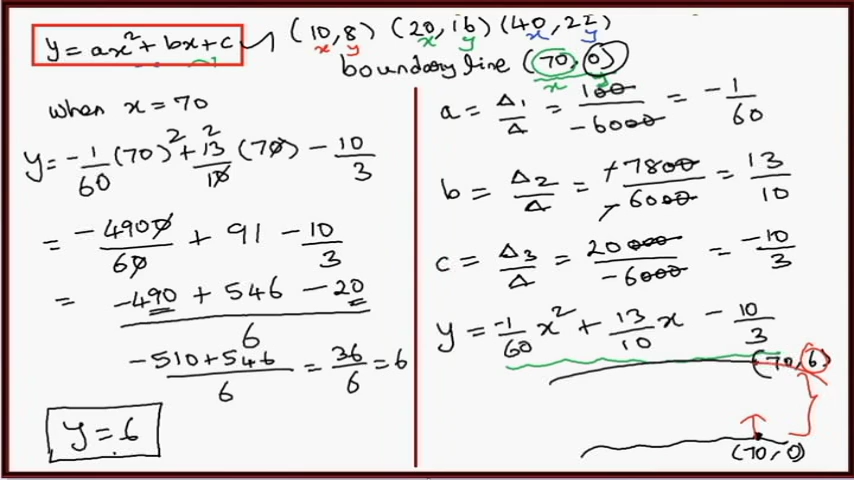 y = ax² + bx + c (10, 8) (20, 16) (40, 22)
x y x y x y
boundary line (70, 0)
x y
when x = 70
y = -1/60 (70)² + 13/10 (70) - 10/3
= -4900/60 + 91 - 10/3
= -490 + 546 - 20 / 6
-510 + 546 / 6 = 36/6 = 6
y = 6
a = Δ₁/Δ = 100/-6000 = -1/60
b = Δ₂/Δ = -7800/-6000 = 13/10
c = Δ₃/Δ = 20000/-6000 = -10/3
y = -1/60 x² + 13/10 x - 10/3
(70, 6)
(70, 0)